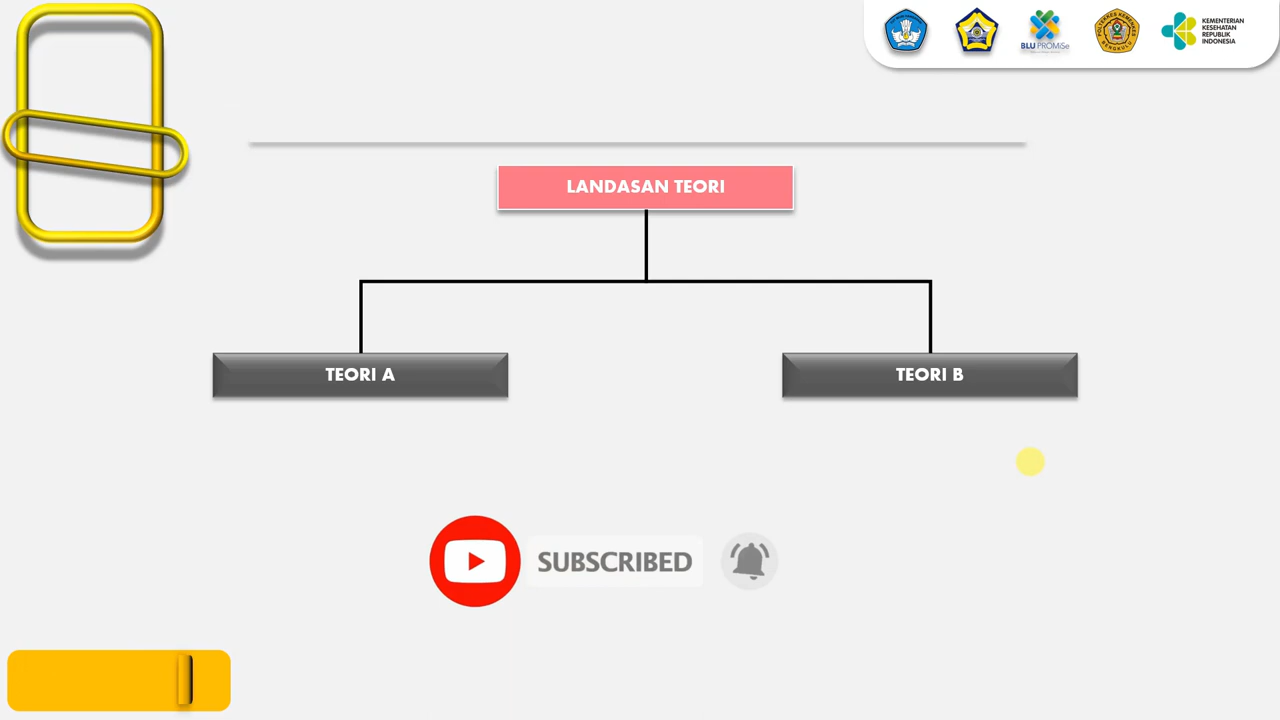 BLU PROMiSe
KEMENTERIAN
KESEHATAN
REPUBLIK
INDONESIA
LANDASAN TEORI
TEORI A
TEORI B
SUBSCRIBED